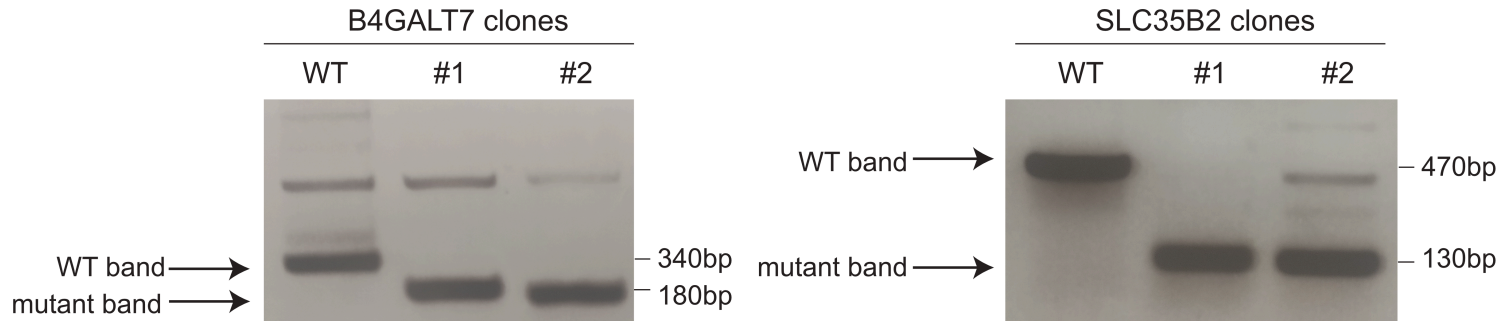 B4GALT7 clones
WT #1 #2
WT band
mutant band
340bp
180bp
SLC35B2 clones
WT #1 #2
WT band
mutant band
470bp
130bp